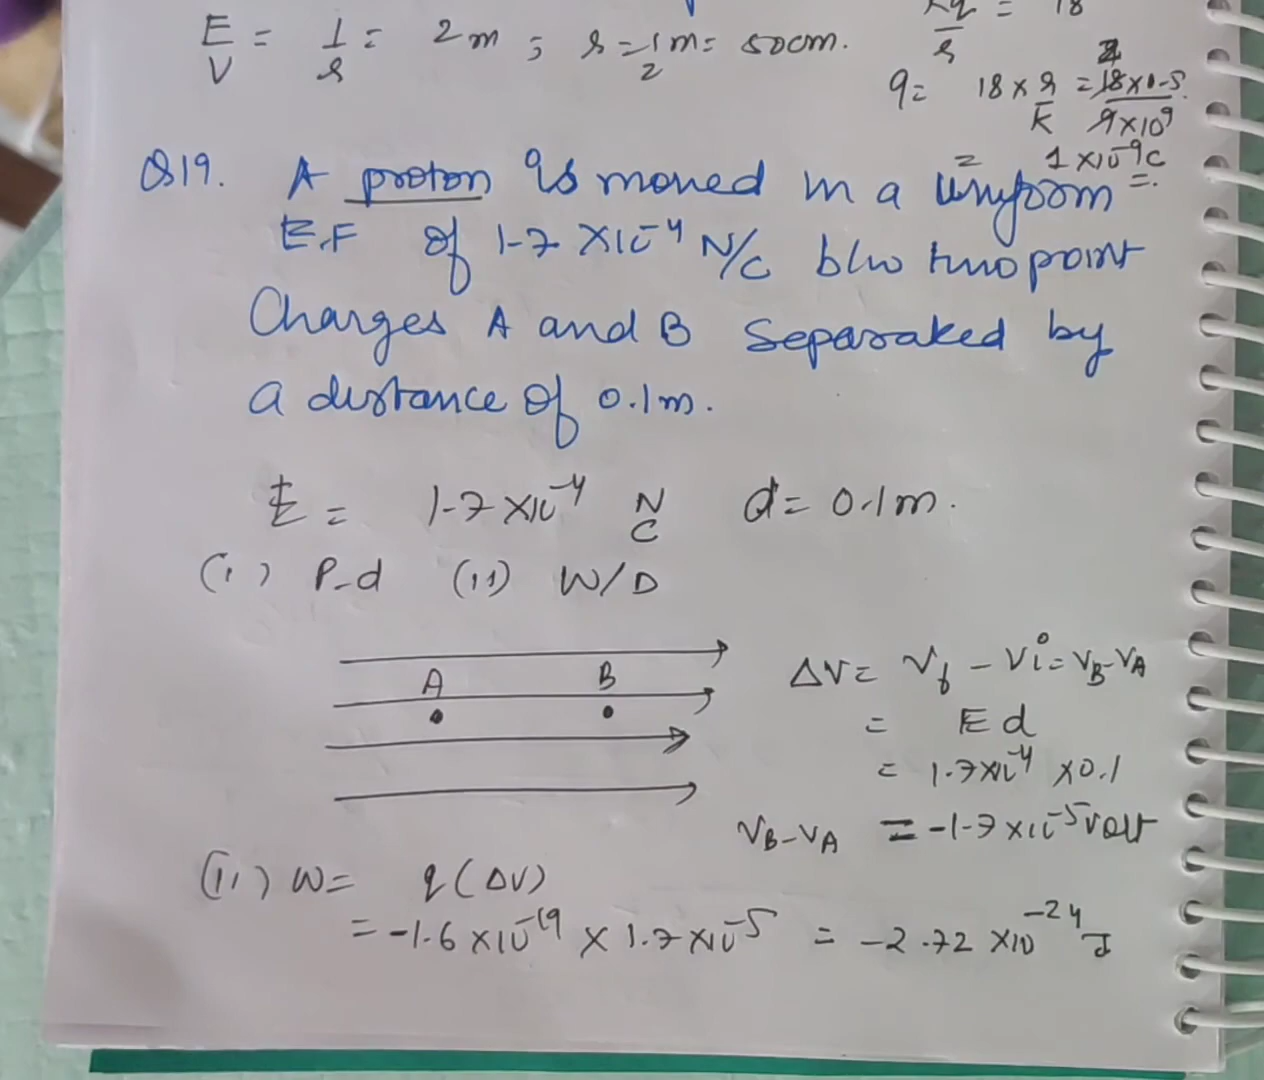 E/V = 1/r = 2m ; r = 1/2 m = 50cm.
kq/r = 18
q = 18 × r/k = 18×0.5/9×10⁹
= 1×10⁻⁹C
Q19. A proton is moved in a uniform
E.F of 1.7 ×10⁻⁴ N/C b/w two point
Charges A and B Separaked by
a distance of 0.1m.
E = 1.7×10⁻⁴ N/C d = 0.1m.
(i) P.d (ii) W/D
A B
ΔV = Vf - Vi = VB-VA
= Ed
= 1.7×10⁻⁴ ×0.1
VB-VA = -1.7×10⁻⁵ volt
(ii) W = q(ΔV)
= -1.6×10⁻¹⁹ × 1.7×10⁻⁵ = -2.72 ×10⁻²⁴ J